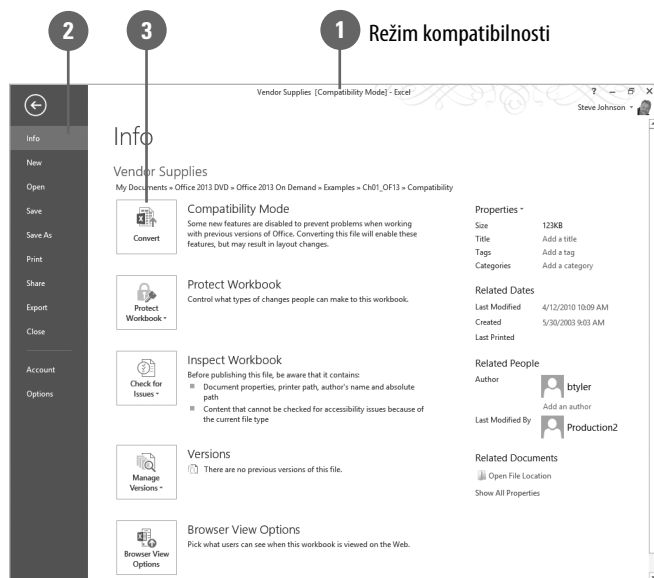 2
3
1 Režim kompatibilnosti
Vendor Supplies [Compatibility Mode] - Excel
?
Steve Johnson
Info
New
Open
Save
Save As
Print
Share
Export
Close
Account
Options
Info
Vendor Supplies
My Documents » Office 2013 DVD » Office 2013 On Demand » Examples » Ch01_OF13 » Compatibility
Convert
Compatibility Mode
Some new features are disabled to prevent problems when working
with previous versions of Office. Converting this file will enable these
features, but may result in layout changes.
Protect
Workbook
Protect Workbook
Control what types of changes people can make to this workbook.
Check for
Issues
Inspect Workbook
Before publishing this file, be aware that it contains:
Document properties, printer path, author's name and absolute
path
Content that cannot be checked for accessibility issues because of
the current file type
Manage
Versions
Versions
There are no previous versions of this file.
Browser View
Options
Browser View Options
Pick what users can see when this workbook is viewed on the Web.
Properties
Size 123KB
Title Add a title
Tags Add a tag
Categories Add a category
Related Dates
Last Modified 4/12/2010 10:09 AM
Created 5/30/2003 9:03 AM
Last Printed
Related People
Author btyler
Add an author
Last Modified By Production2
Related Documents
Open File Location
Show All Properties